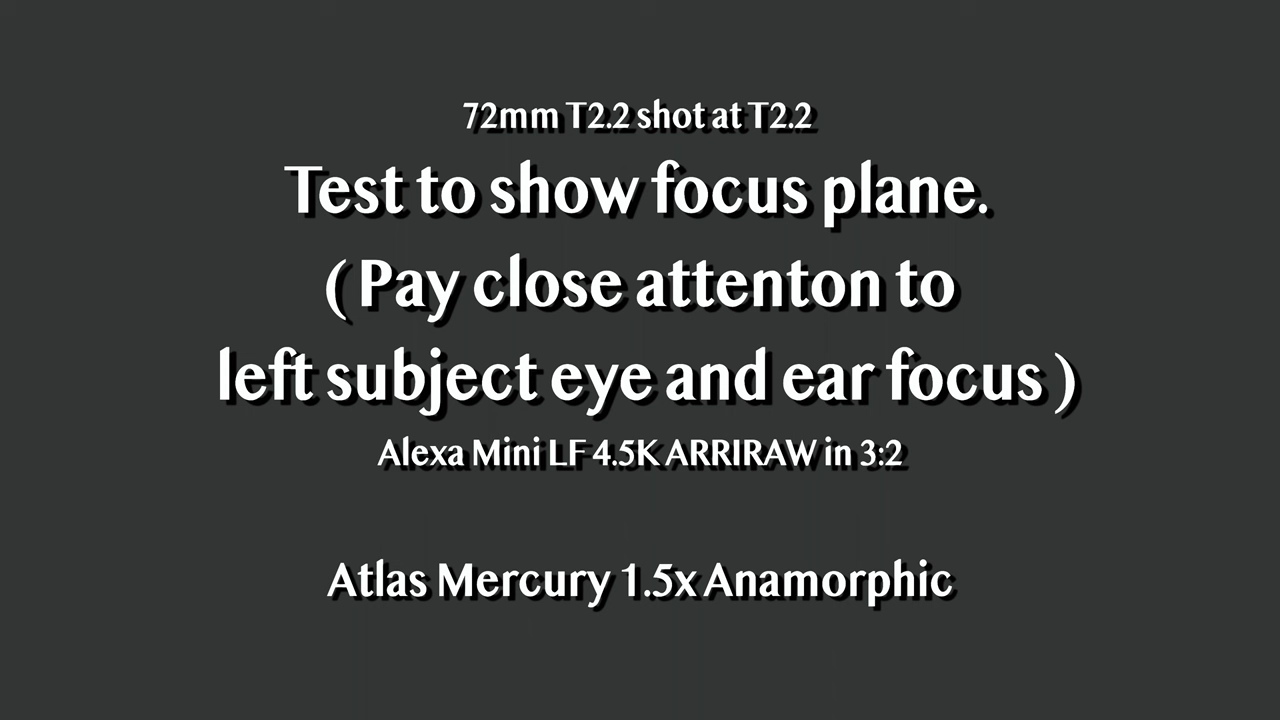 72mm T2.2 shot at T2.2
Test to show focus plane.
( Pay close attenton to
left subject eye and ear focus )
Alexa Mini LF 4.5K ARRIRAW in 3:2
Atlas Mercury 1.5x Anamorphic